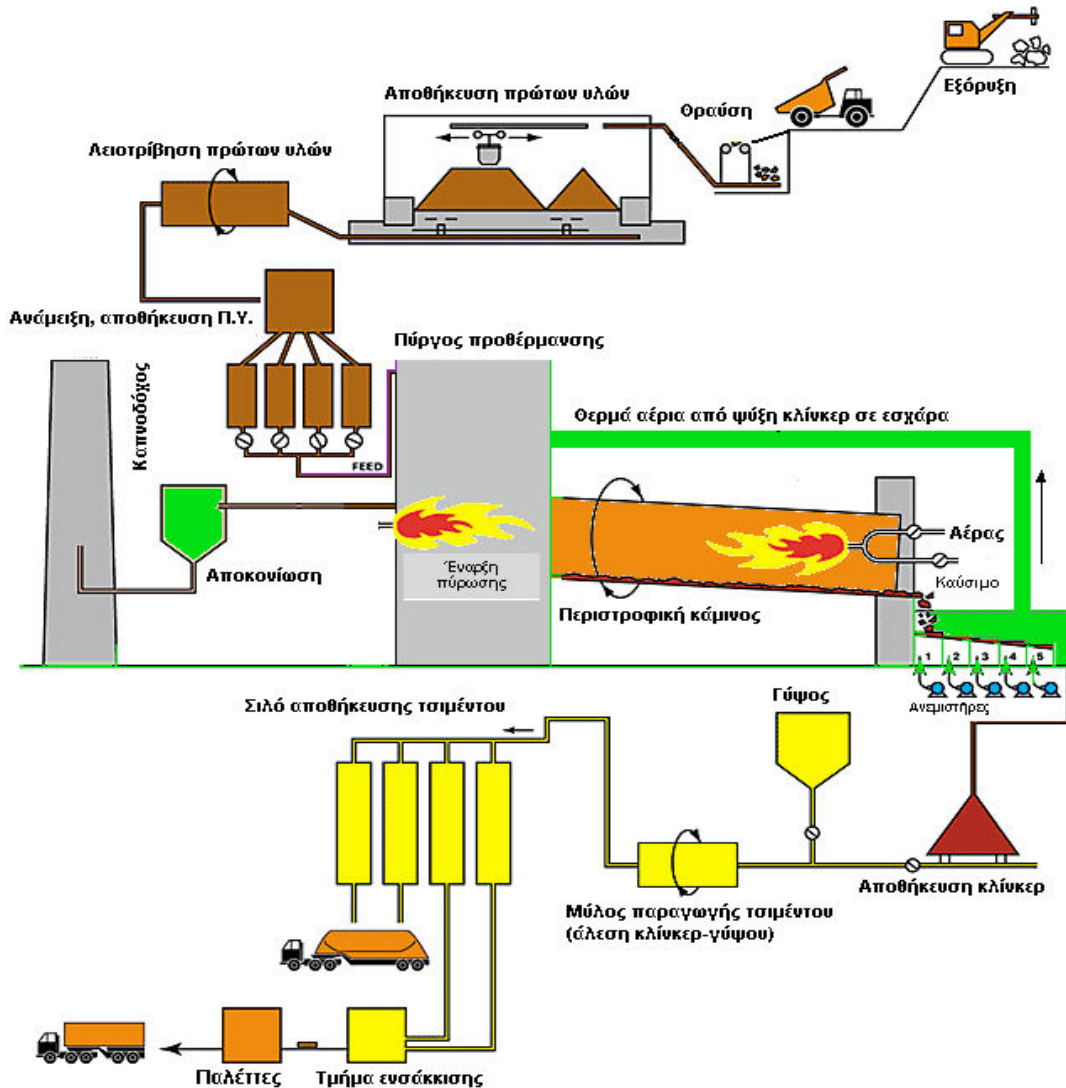 Εξόρυξη
Θραύση
Αποθήκευση πρώτων υλών
Λειοτρίβηση πρώτων υλών
Ανάμειξη, αποθήκευση Π.Υ.
Πύργος προθέρμανσης
Καπνοδόχος
FEED
Θερμά αέρια από ψύξη κλίνκερ σε εσχάρα
Αποκονίωση
Έναρξη
πύρωσης
Αέρας
Καύσιμο
Περιστροφική κάμινος
1 2 3 4 5
Ανεμιστήρες
Σιλό αποθήκευσης τσιμέντου
Γύψος
Αποθήκευση κλίνκερ
Μύλος παραγωγής τσιμέντου
(άλεση κλίνκερ-γύψου)
Παλέττες
Τμήμα ενσάκκισης